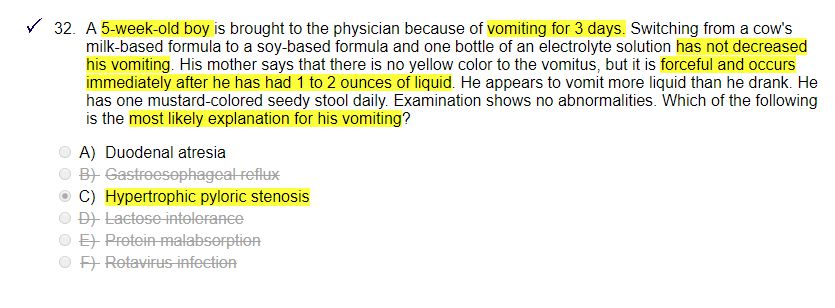 32. A 5-week-old boy is brought to the physician because of vomiting for 3 days. Switching from a cow's
milk-based formula to a soy-based formula and one bottle of an electrolyte solution has not decreased
his vomiting. His mother says that there is no yellow color to the vomitus, but it is forceful and occurs
immediately after he has had 1 to 2 ounces of liquid. He appears to vomit more liquid than he drank. He
has one mustard-colored seedy stool daily. Examination shows no abnormalities. Which of the following
is the most likely explanation for his vomiting?
A) Duodenal atresia
B) Gastroesophageal reflux
C) Hypertrophic pyloric stenosis
D) Lactose intolerance
E) Protein malabsorption
F) Rotavirus infection